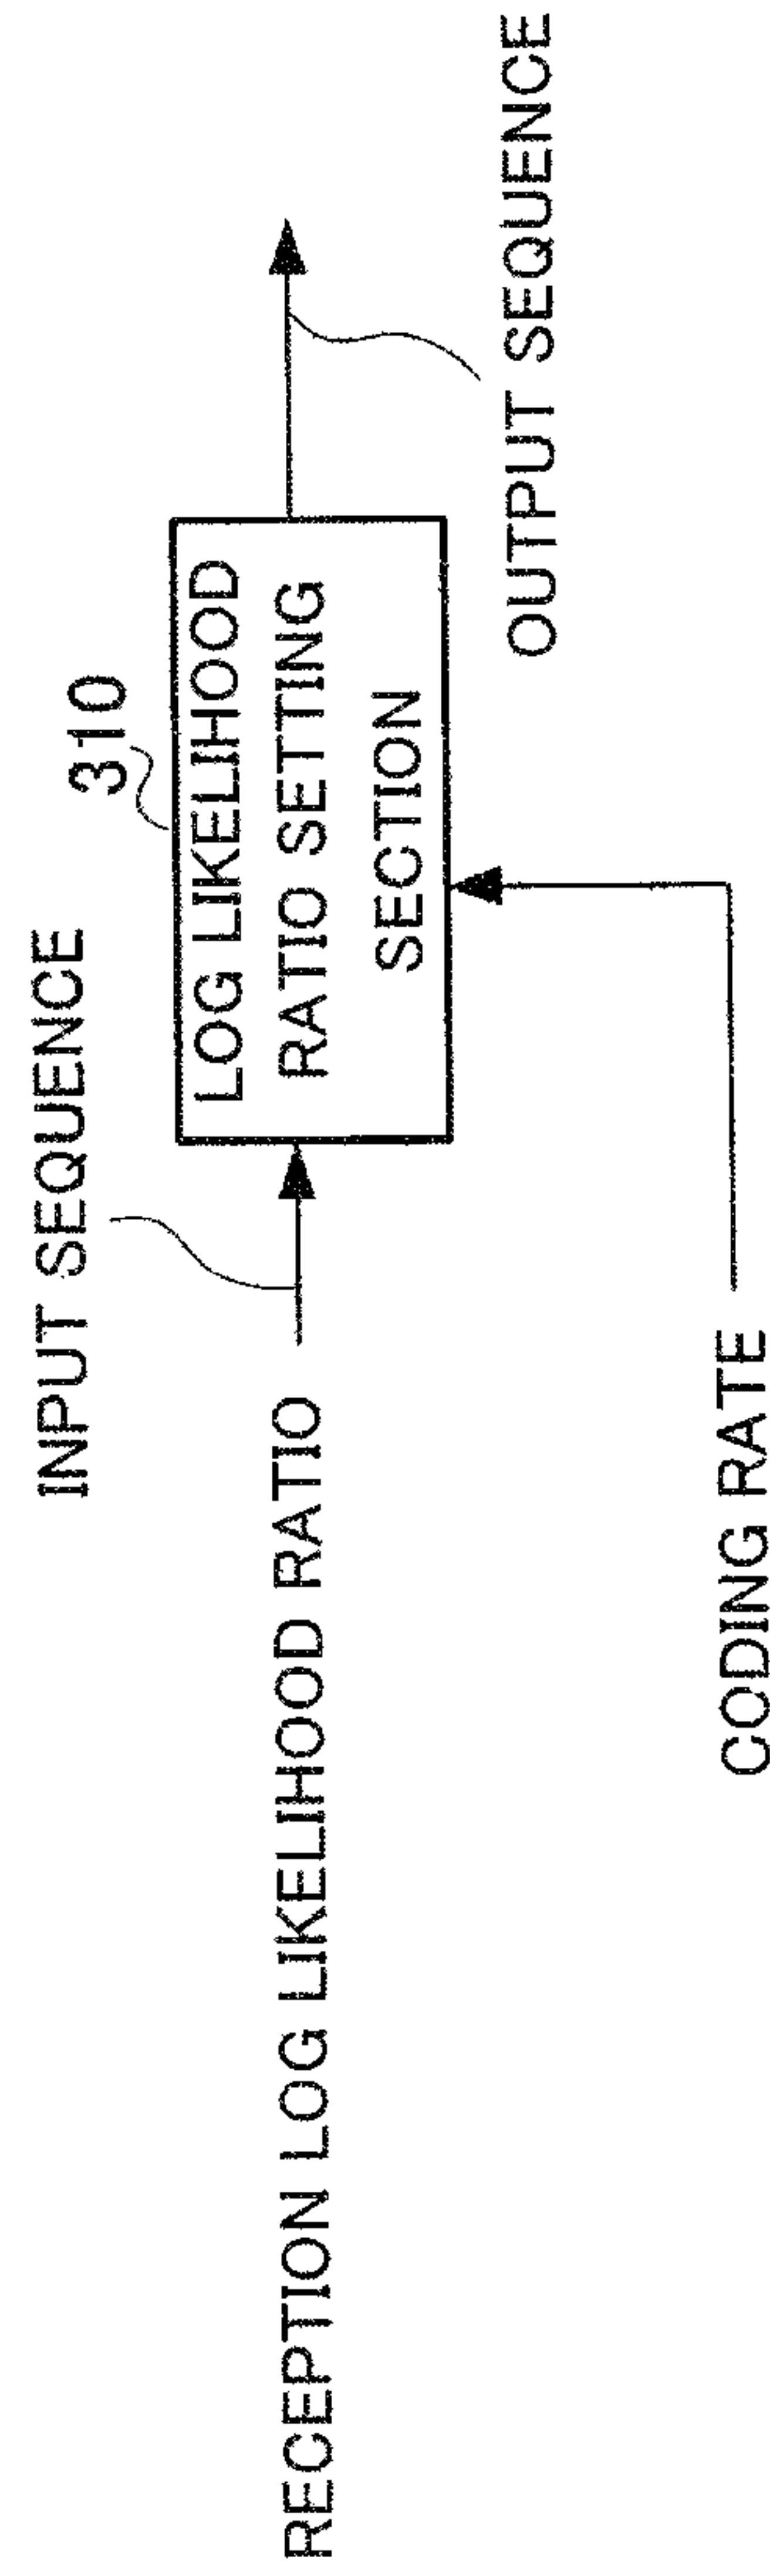 INPUT SEQUENCE
310
RECEPTION LOG LIKELIHOOD RATIO
LOG LIKELIHOOD
RATIO SETTING
SECTION
OUTPUT SEQUENCE
CODING RATE